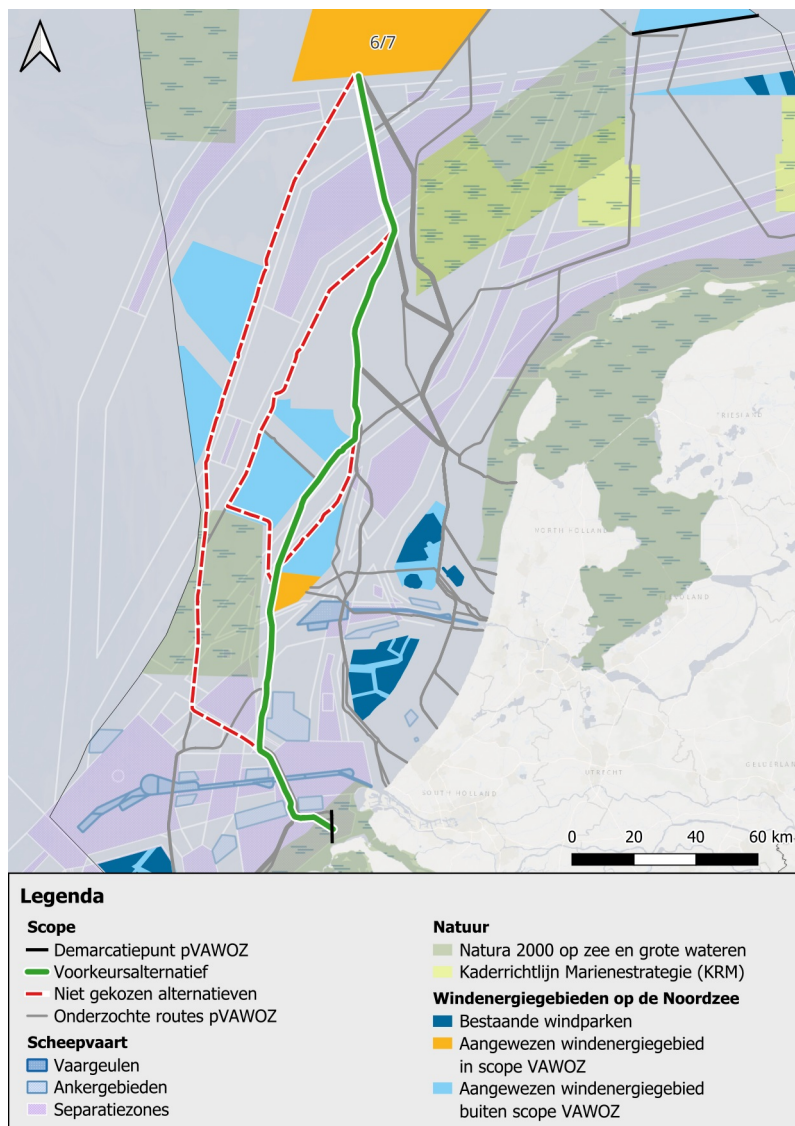 6/7
FRIESLAND
NORTH HOLLAND
FLEVOLAND
UTRECHT
GELDERLAND
SOUTH HOLLAND
0 20 40 60 km
Legenda
Scope
Demarcatiepunt pVAWOZ
Voorkeursalternatief
Niet gekozen alternatieven
Onderzochte routes pVAWOZ
Scheepvaart
Vaargeulen
Ankergebieden
Separatiezones
Natuur
Natura 2000 op zee en grote wateren
Kaderrichtlijn Marienestrategie (KRM)
Windenergiegebieden op de Noordzee
Bestaande windparken
Aangewezen windenergiegebied
in scope VAWOZ
Aangewezen windenergiegebied
buiten scope VAWOZ